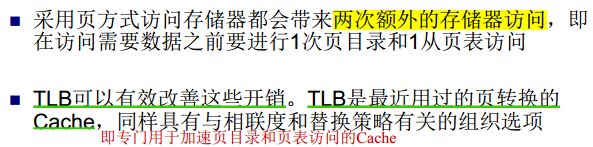 采用页方式访问存储器都会带来两次额外的存储器访问，即
在访问需要数据之前要进行1次页目录和1从页表访问
TLB可以有效改善这些开销。TLB是最近用过的页转换的
Cache，同样具有与相联度和替换策略有关的组织选项
即专门用于加速页目录和页表访问的Cache